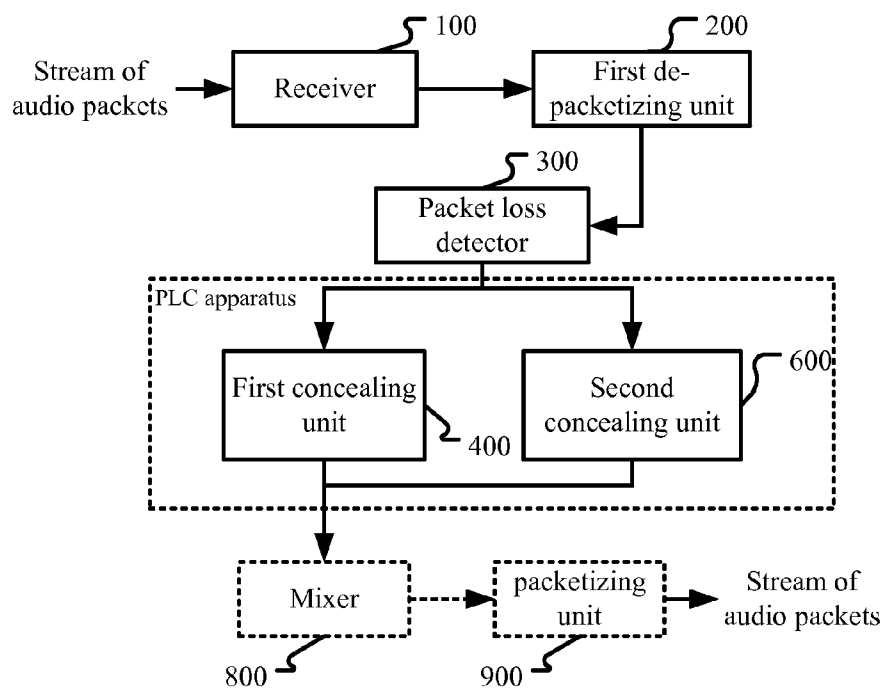 100
200
Stream of
audio packets
Receiver
First de-
packetizing unit
300
Packet loss
detector
PLC apparatus
600
First concealing
unit
400
Second
concealing unit
Mixer
packetizing
unit
Stream of
audio packets
800
900